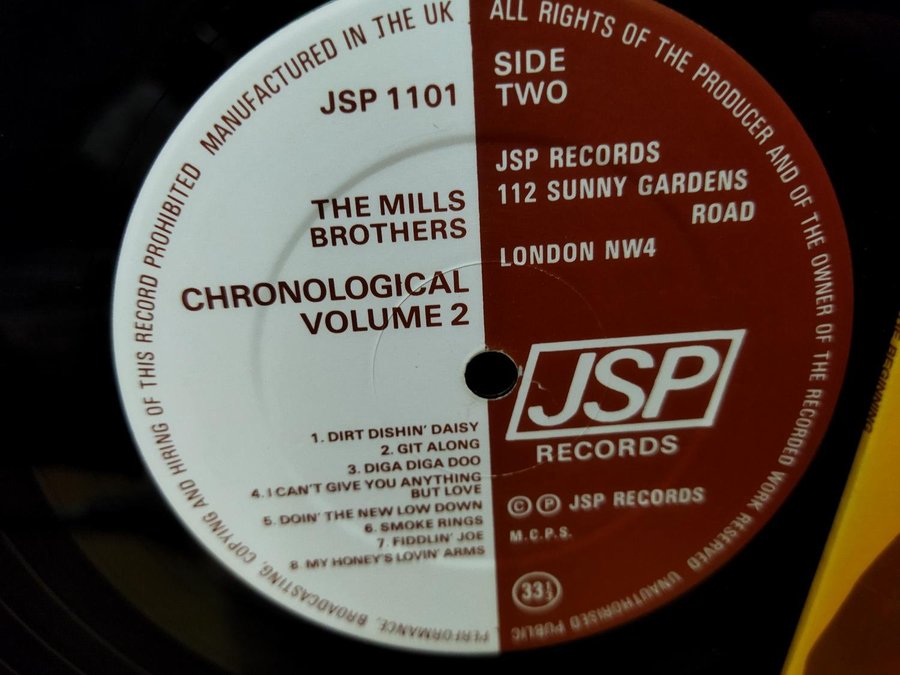 MANUFACTURED IN THE UK
ALL RIGHTS OF THE PRODUCER AND OF THE OWNER OF THE RECORDED WORK RESERVED
UNAUTHORISED PUBLIC PERFORMANCE, BROADCASTING, COPYING AND HIRING OF THIS RECORD PROHIBITED
JSP 1101
THE MILLS
BROTHERS
CHRONOLOGICAL
VOLUME 2
1. DIRT DISHIN' DAISY
2. GIT ALONG
3. DIGA DIGA DOO
4. I CAN'T GIVE YOU ANYTHING
BUT LOVE
5. DOIN' THE NEW LOW DOWN
6. SMOKE RINGS
7. FIDDLIN' JOE
8. MY HONEY'S LOVIN' ARMS
SIDE
TWO
JSP RECORDS
112 SUNNY GARDENS
ROAD
LONDON NW4
JSP
RECORDS
© ℗ JSP RECORDS
M.C.P.S.
33⅓
BEGINNING